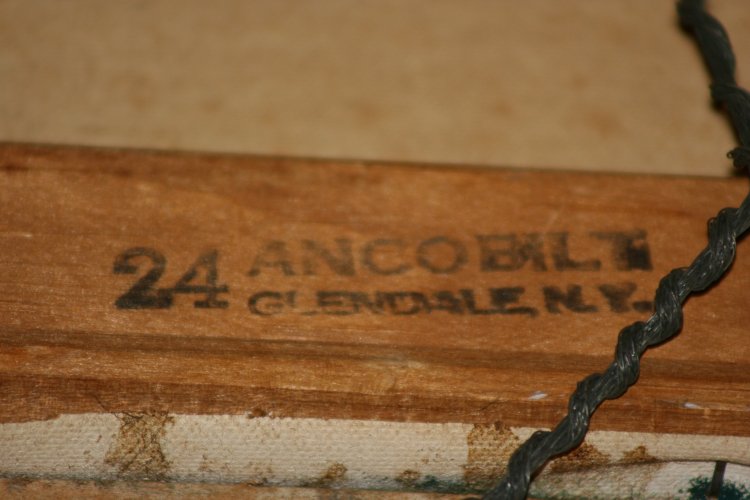 24 ANCOBILT
GLENDALE, N.Y.